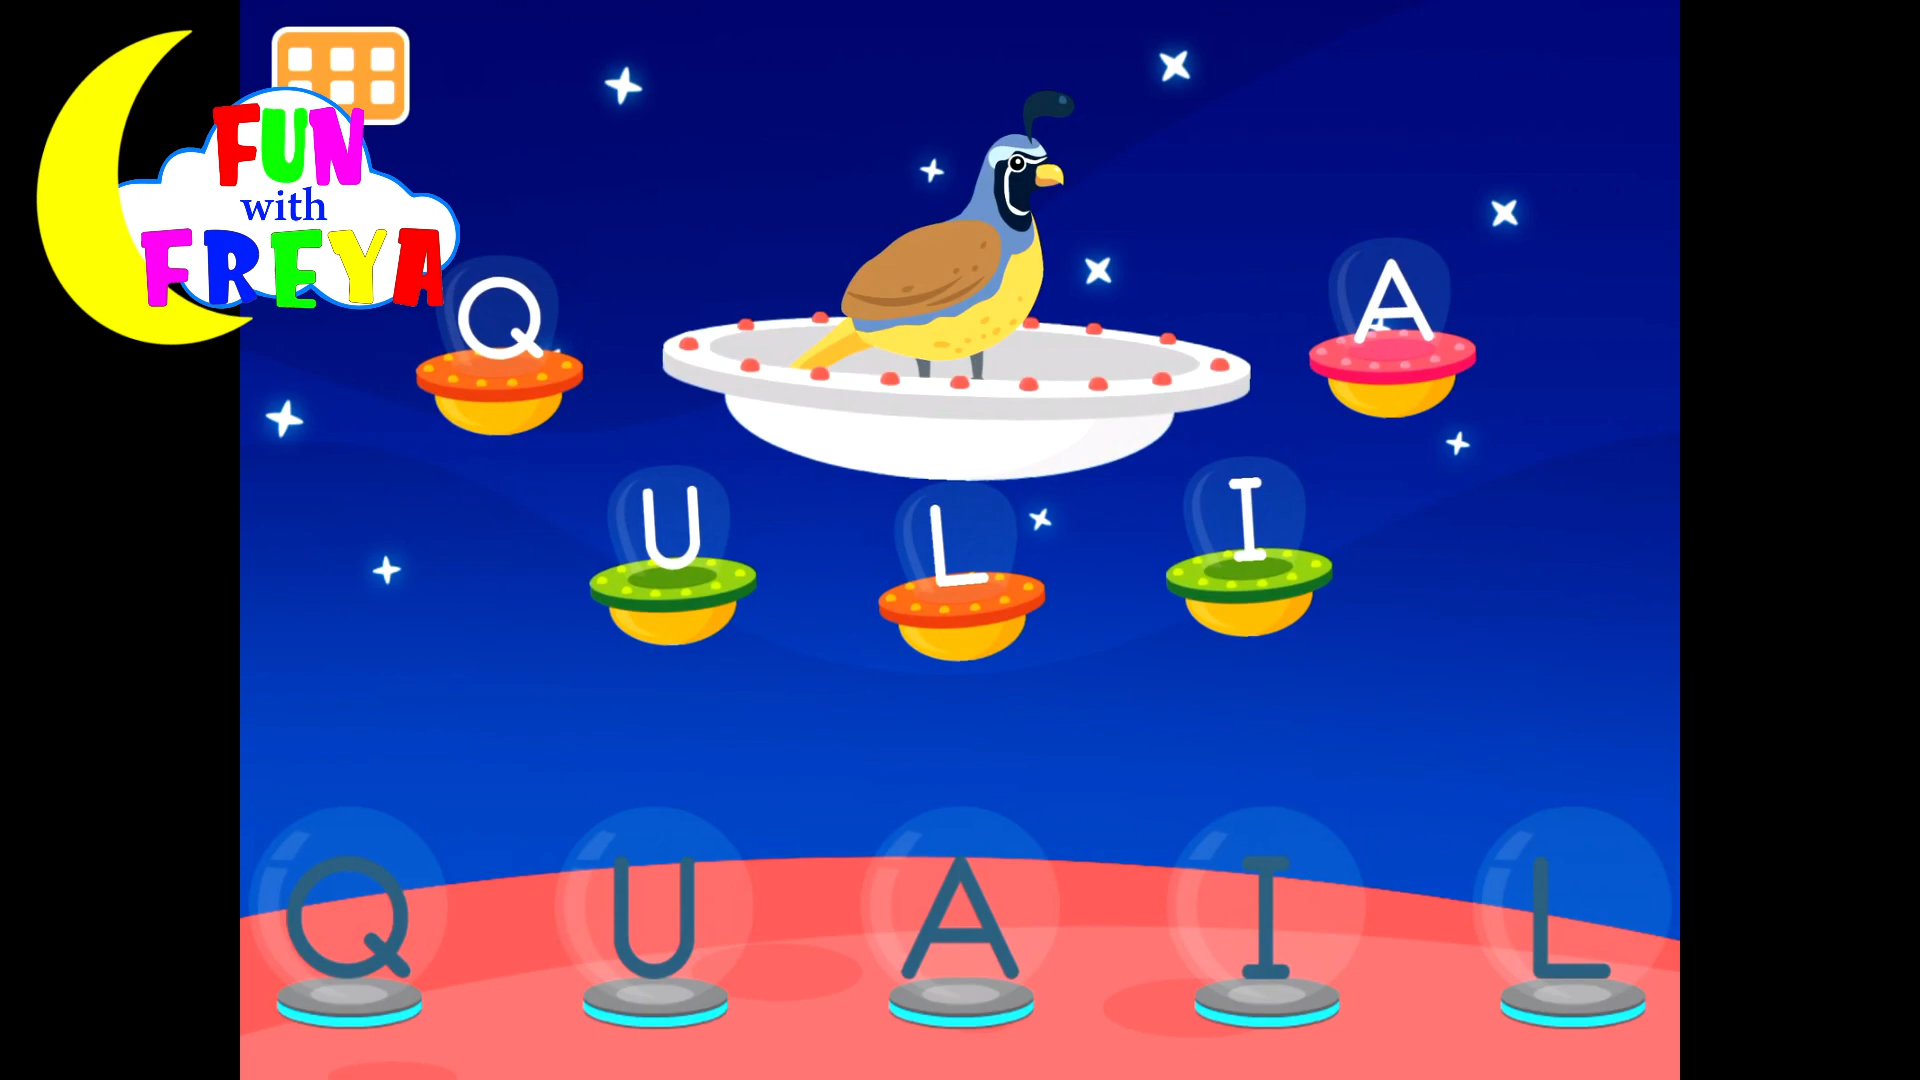 FUN
with
FREYA
Q A
U L I
Q U A I L